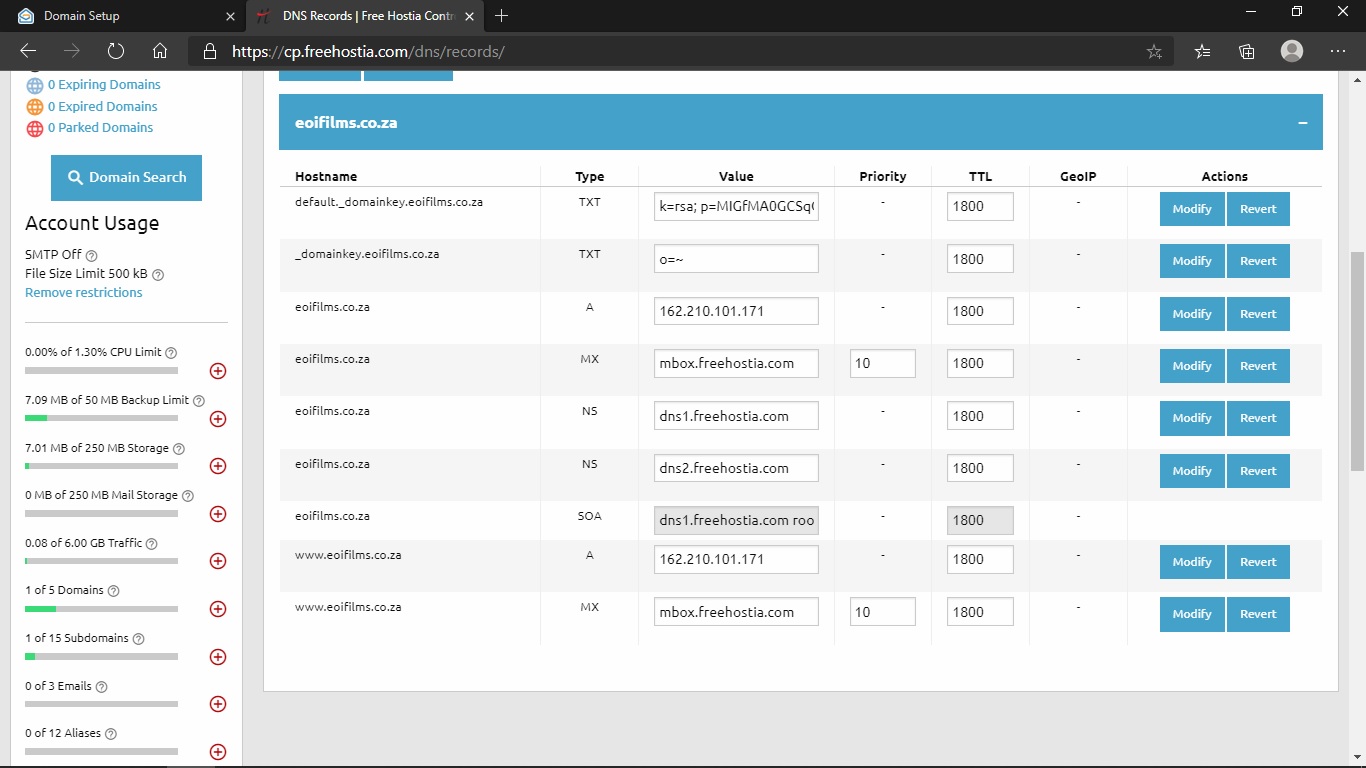 Domain Setup
DNS Records | Free Hostia Contr
https://cp.freehostia.com/dns/records/
0 Expiring Domains
0 Expired Domains
0 Parked Domains
Domain Search
Account Usage
SMTP Off
File Size Limit 500 kB
Remove restrictions
0.00% of 1.30% CPU Limit
7.09 MB of 50 MB Backup Limit
7.01 MB of 250 MB Storage
0 MB of 250 MB Mail Storage
0.08 of 6.00 GB Traffic
1 of 5 Domains
1 of 15 Subdomains
0 of 3 Emails
0 of 12 Aliases
eoifilms.co.za
Hostname Type Value Priority TTL GeoIP Actions
default._domainkey.eoifilms.co.za TXT k=rsa; p=MIGfMA0GCSq - 1800 - Modify Revert
_domainkey.eoifilms.co.za TXT o=~ - 1800 - Modify Revert
eoifilms.co.za A 162.210.101.171 - 1800 - Modify Revert
eoifilms.co.za MX mbox.freehostia.com 10 1800 - Modify Revert
eoifilms.co.za NS dns1.freehostia.com - 1800 - Modify Revert
eoifilms.co.za NS dns2.freehostia.com - 1800 - Modify Revert
eoifilms.co.za SOA dns1.freehostia.com roo - 1800 -
www.eoifilms.co.za A 162.210.101.171 - 1800 - Modify Revert
www.eoifilms.co.za MX mbox.freehostia.com 10 1800 - Modify Revert